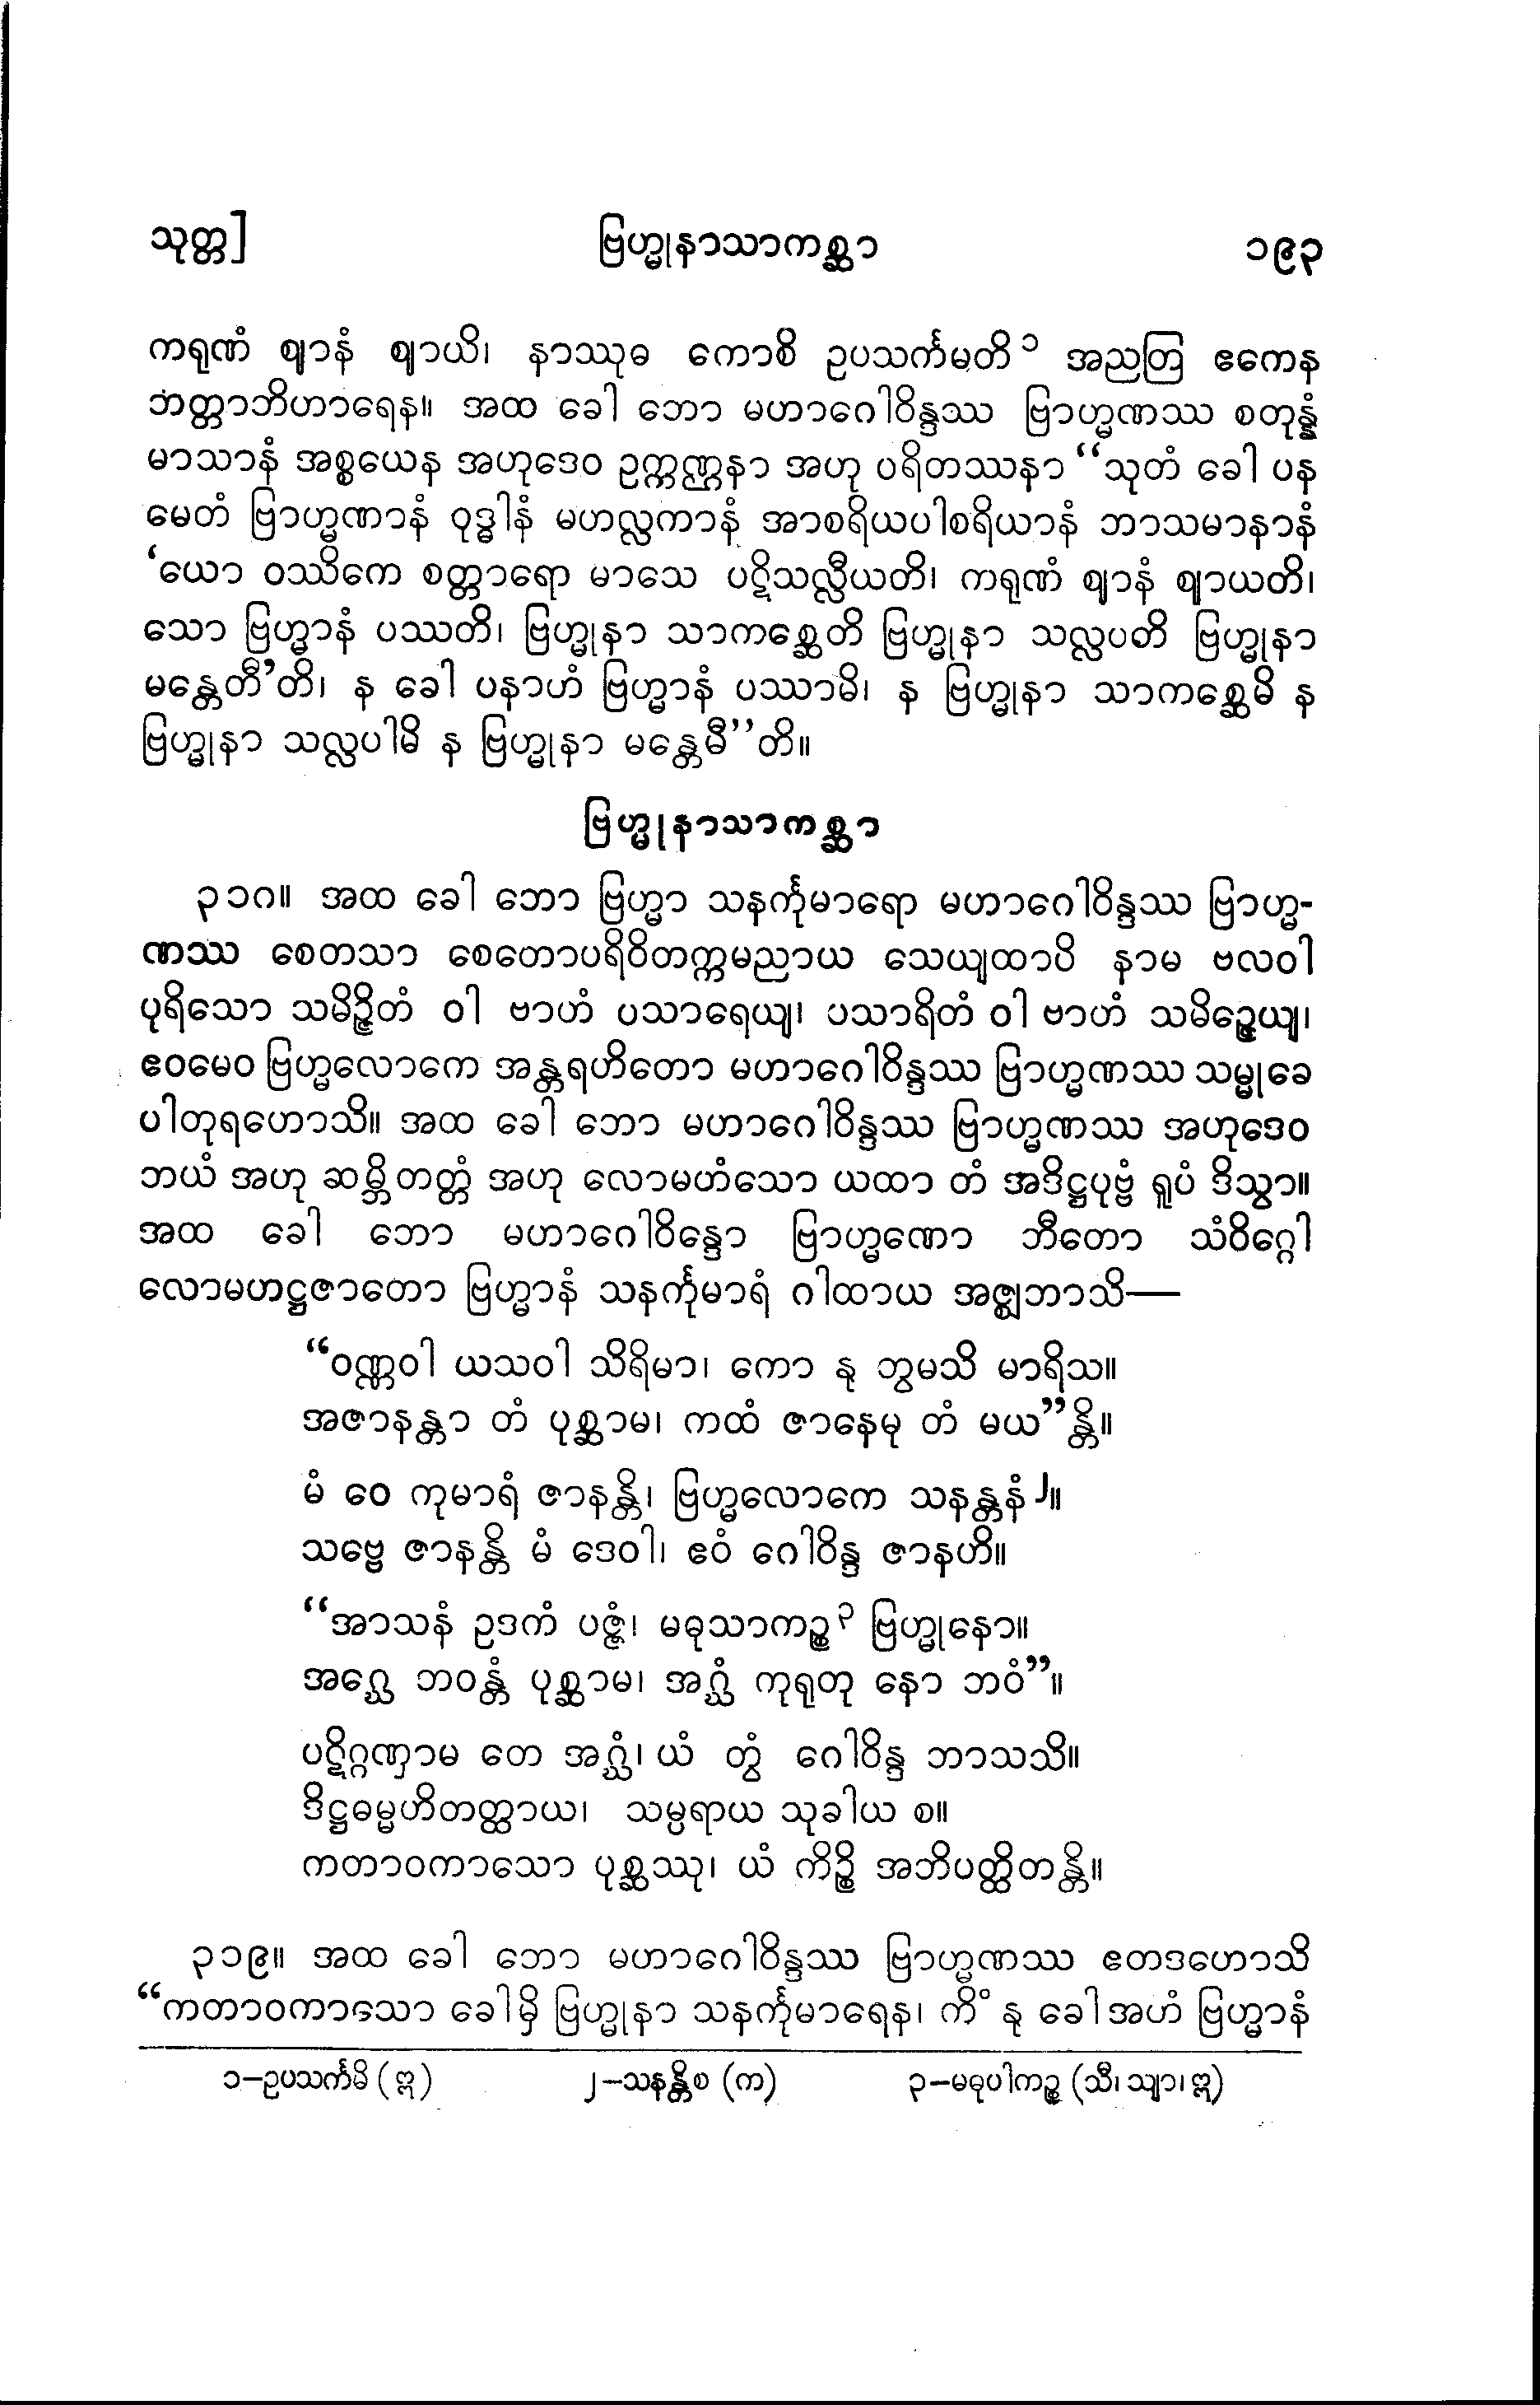 သုတ္တ] ဗြဟ္မုနာသာကစ္ဆာ ၁၉၃
ကရုဏံ ဈာနံ ဈာယိ၊ နာဿုဓ ကောစိ ဥပသင်္ကမတိ ၁ အညတြ ဧကေန
ဘတ္တာဘိဟာရေန။ အထ ခေါ ဘော မဟာဂေါဝိန္ဒဿ ဗြာဟ္မဏဿ စတုန္နံ
မာသာနံ အစ္စယေန အဟုဒေဝ ဥက္ကဏ္ဌနာ အဟု ပရိတဿနာ “သုတံ ခေါ ပန
မေတံ ဗြာဟ္မဏာနံ ဝုဒ္ဓါနံ မဟလ္လကာနံ အာစရိယပါစရိယာနံ ဘာသမာနာနံ
‘ယော ဝဿိကေ စတ္တာရော မာသေ ပဋိသလ္လီယတိ၊ ကရုဏံ ဈာနံ ဈာယတိ၊
သော ဗြဟ္မာနံ ပဿတိ၊ ဗြဟ္မုနာ သာကစ္ဆေတိ ဗြဟ္မုနာ သလ္လပတိ ဗြဟ္မုနာ
မန္တေတီ’တိ၊ န ခေါ ပနာဟံ ဗြဟ္မာနံ ပဿာမိ၊ န ဗြဟ္မုနာ သာကစ္ဆေမိ န
ဗြဟ္မုနာ သလ္လပါမိ န ဗြဟ္မုနာ မန္တေမီ”တိ။
ဗြဟ္မုနာသာကစ္ဆာ
၃၁၈။ အထ ခေါ ဘော ဗြဟ္မာ သနင်္ကုမာရော မဟာဂေါဝိန္ဒဿ ဗြာဟ္မ-
ဏဿ စေတသာ စေတောပရိဝိတက္ကမညာယ သေယျထာပိ နာမ ဗလဝါ
ပုရိသော သမိဉ္ဇိတံ ဝါ ဗာဟံ ပသာရေယျ၊ ပသာရိတံ ဝါ ဗာဟံ သမိဉ္ဇေယျ၊
ဧဝမေဝ ဗြဟ္မလောကေ အန္တရဟိတော မဟာဂေါဝိန္ဒဿ ဗြာဟ္မဏဿ သမ္မုခေ
ပါတုရဟောသိ။ အထ ခေါ ဘော မဟာဂေါဝိန္ဒဿ ဗြာဟ္မဏဿ အဟုဒေဝ
ဘယံ အဟု ဆမ္ဘိတတ္တံ အဟု လောမဟံသော ယထာ တံ အဒိဋ္ဌပုဗ္ဗံ ရူပံ ဒိသွာ။
အထ ခေါ ဘော မဟာဂေါဝိန္ဒော ဗြာဟ္မဏော ဘီတော သံဝိဂ္ဂေါ
လောမဟဋ္ဌဇာတော ဗြဟ္မာနံ သနင်္ကုမာရံ ဂါထာယ အဇ္ဈဘာသိ—
“ဝဏ္ဏဝါ ယသဝါ သိရိမာ၊ ကော နု တွမသိ မာရိသ။
အဇာနန္တာ တံ ပုစ္ဆာမ၊ ကထံ ဇာနေမု တံ မယ”န္တိ။
မံ ဝေ ကုမာရံ ဇာနန္တိ၊ ဗြဟ္မလောကေ သနန္တနံ ၂။
သဗ္ဗေ ဇာနန္တိ မံ ဒေဝါ၊ ဧဝံ ဂေါဝိန္ဒ ဇာနဟိ။
“အာသနံ ဥဒကံ ပဇ္ဇံ၊ မဓုသာကဉ္စ ၃ ဗြဟ္မုနော။
အဂ္ဃေ ဘဝန္တံ ပုစ္ဆာမ၊ အဂ္ဃံ ကုရုတု နော ဘဝံ”။
ပဋိဂ္ဂဏှာမ တေ အဂ္ဃံ၊ ယံ တွံ ဂေါဝိန္ဒ ဘာသသိ။
ဒိဋ္ဌဓမ္မဟိတတ္ထာယ၊ သမ္ပရာယ သုခါယ စ။
ကတာဝကာသော ပုစ္ဆဿု၊ ယံ ကိဉ္စိ အဘိပတ္ထိတန္တိ။
၃၁၉။ အထ ခေါ ဘော မဟာဂေါဝိန္ဒဿ ဗြာဟ္မဏဿ ဧတဒဟောသိ
“ကတာဝကာသော ခေါမှိ ဗြဟ္မုနာ သနင်္ကုမာရေန၊ ကိံ နု ခေါ အဟံ ဗြဟ္မာနံ
၁−ဥပသင်္ကမိ (ဣ) ၂−သနန္တိစ (က) ၃−မဓုပါကဉ္စ (သီ၊ သျာ၊ ဣ)